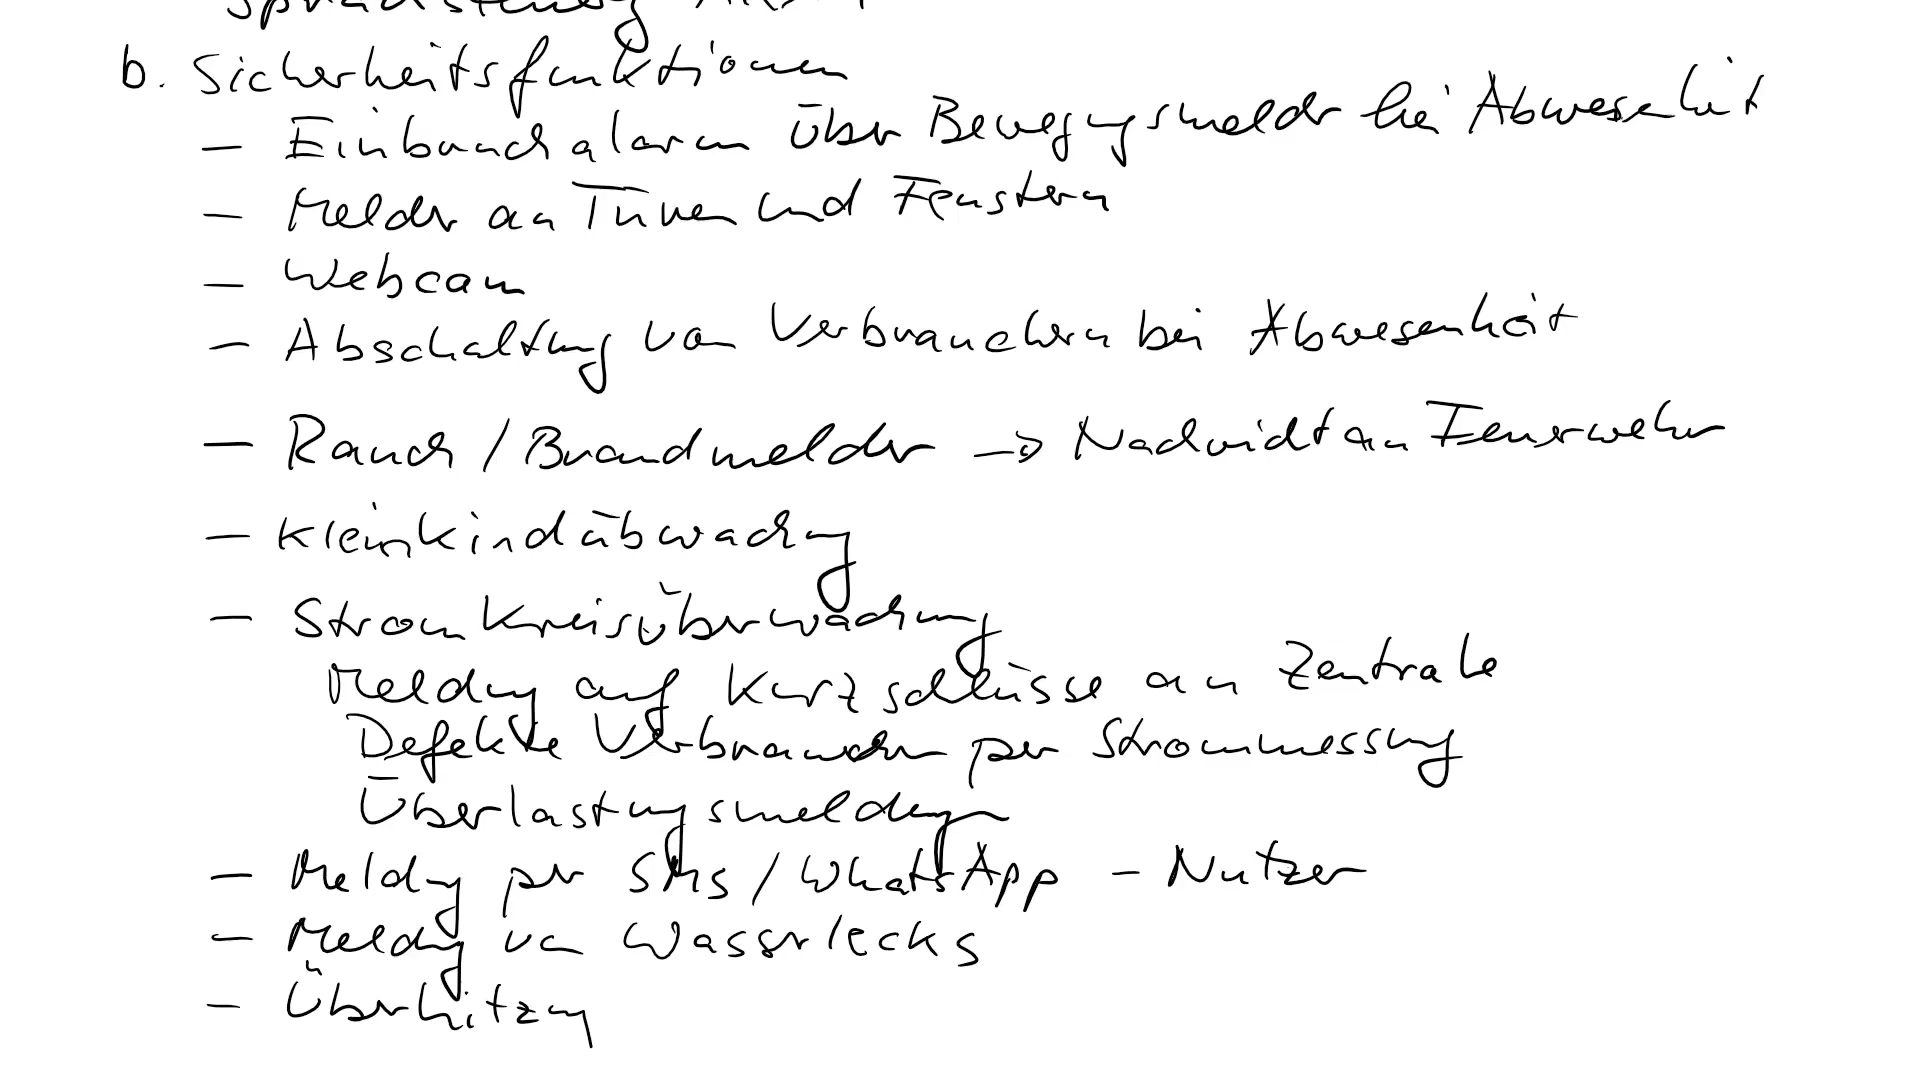 Sprachsteuerung
b. Sicherheitsfunktionen
– Einbruchalarm über Bewegungsmelder bei Abwesenheit
– Melder an Türen und Fenstern
– Webcam
– Abschaltung von Verbrauchern bei Abwesenheit
– Rauch / Brandmelder → Nachricht an Feuerwehr
– Kleinkindübwachung
– Stromkreisüberwachung
Meldung auf Kurzschlüsse an Zentrale
Defekte Verbraucher per Strommessung
Überlastungsmeldungen
– Meldung per SMS / WhatsApp – Nutzer
– Meldung von Wasserlecks
– Überhitzung